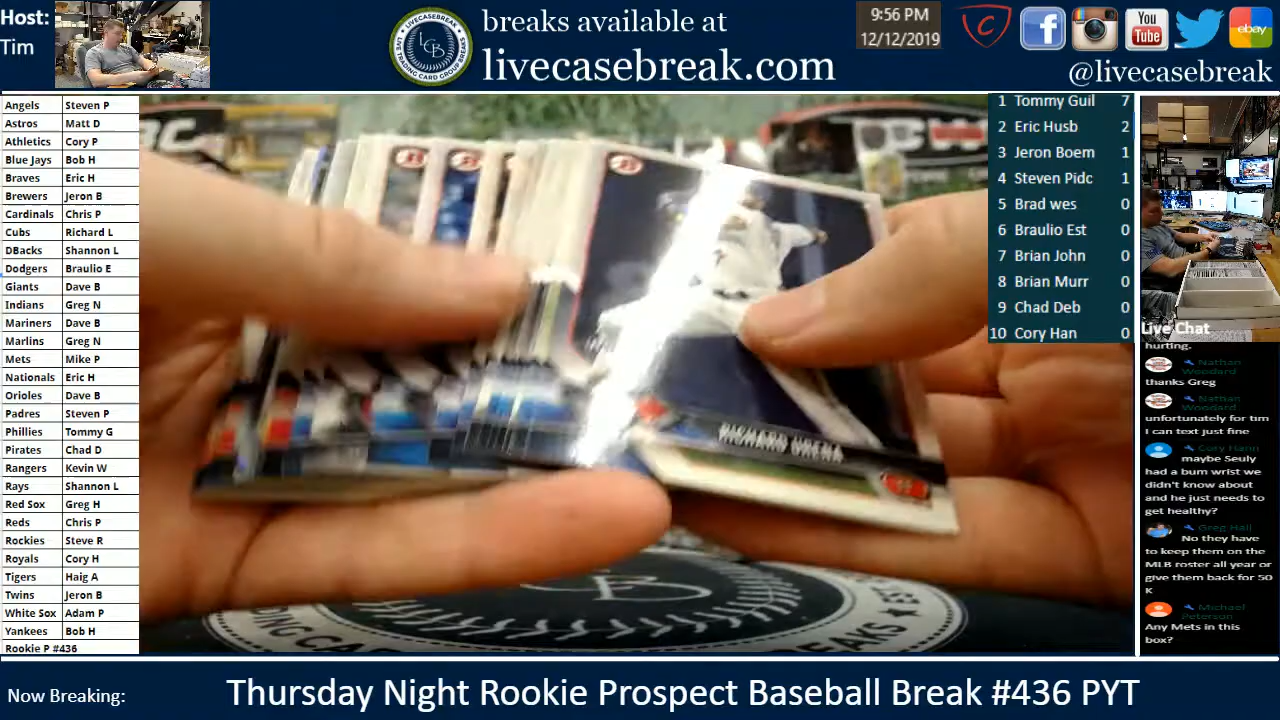 Host:
Tim
LCB
breaks available at
livecasebreak.com
9:56 PM
12/12/2019
You
Tube
ebay
@livecasebreak
Angels Steven P
Astros Matt D
Athletics Cory P
Blue Jays Bob H
Braves Eric H
Brewers Jeron B
Cardinals Chris P
Cubs Richard L
DBacks Shannon L
Dodgers Braulio E
Giants Dave B
Indians Greg N
Mariners Dave B
Marlins Greg N
Mets Mike P
Nationals Eric H
Orioles Dave B
Padres Steven P
Phillies Tommy G
Pirates Chad D
Rangers Kevin W
Rays Shannon L
Red Sox Greg H
Reds Chris P
Rockies Steve R
Royals Cory H
Tigers Haig A
Twins Jeron B
White Sox Adam P
Yankees Bob H
Rookie P #436
1 Tommy Guil 7
2 Eric Husb 2
3 Jeron Boem 1
4 Steven Pidc 1
5 Brad wes 0
6 Braulio Est 0
7 Brian John 0
8 Brian Murr 0
9 Chad Deb 0
10 Cory Han 0
RICHARD URENA
Live Chat
hurting.
Nathan
Woodard
thanks Greg
Nathan
Woodard
unfortunately for tim
I can text just fine
Cory Hann
maybe Seuly
had a bum wrist we
didn't know about
and he just needs to
get healthy?
Greg Hall
No they have
to keep them on the
MLB roster all year or
give them back for 50
K
Michael
Peterson
Any Mets in this
box?
Now Breaking:
Thursday Night Rookie Prospect Baseball Break #436 PYT